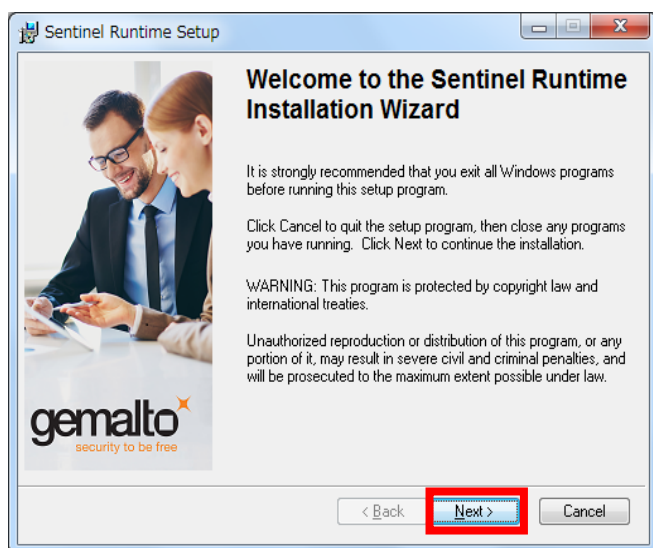 Sentinel Runtime Setup
Welcome to the Sentinel Runtime
Installation Wizard
It is strongly recommended that you exit all Windows programs
before running this setup program.
Click Cancel to quit the setup program, then close any programs
you have running. Click Next to continue the installation.
WARNING: This program is protected by copyright law and
international treaties.
Unauthorized reproduction or distribution of this program, or any
portion of it, may result in severe civil and criminal penalties, and
will be prosecuted to the maximum extent possible under law.
gemalto
security to be free
< Back Next > Cancel